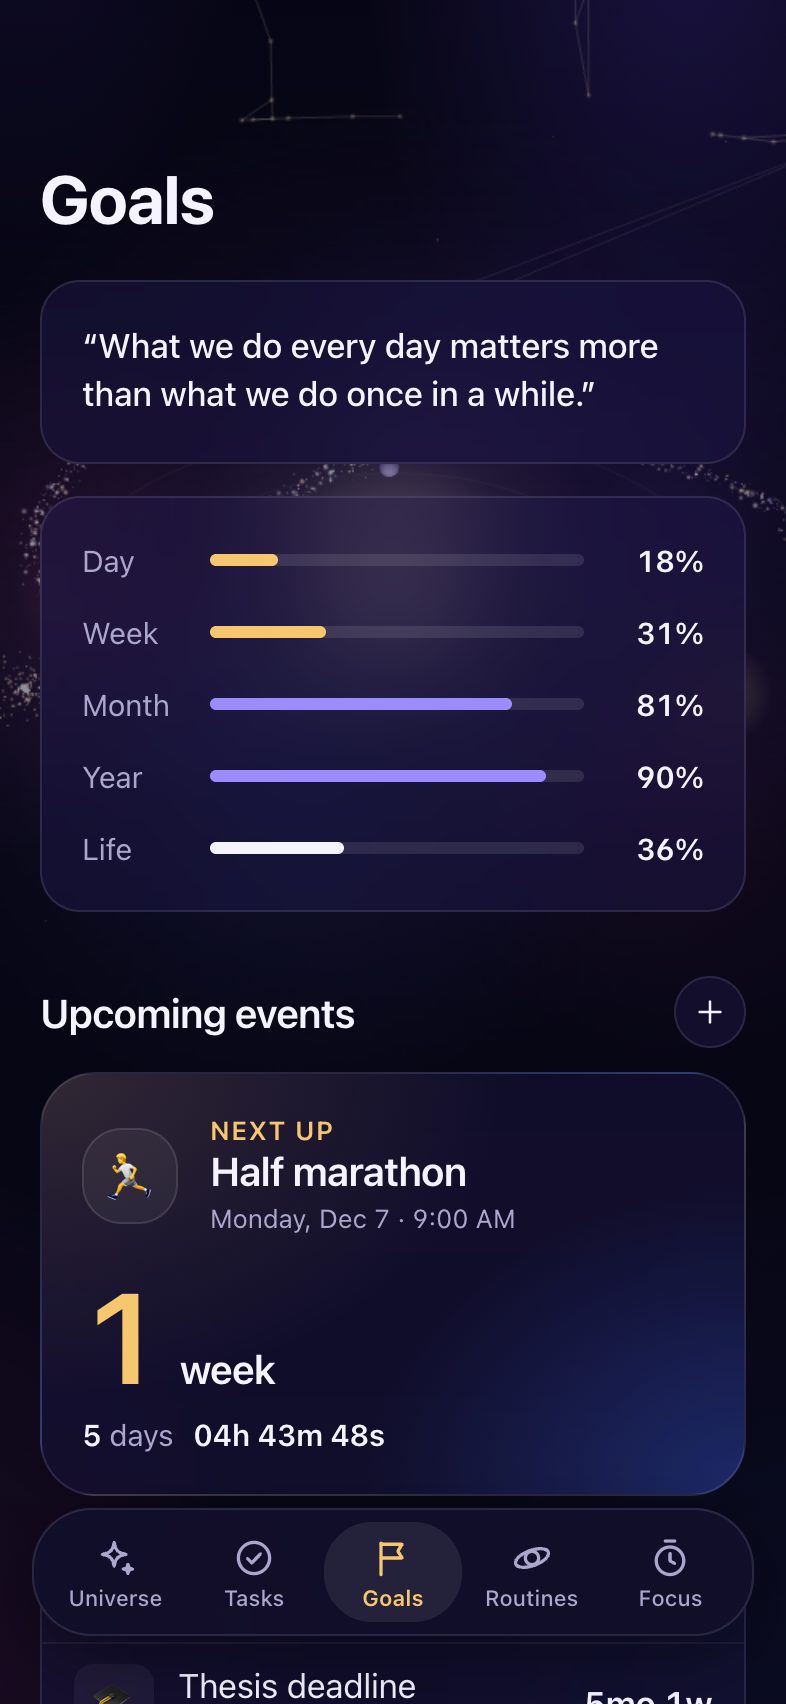 Goals
“What we do every day matters more
than what we do once in a while.”
Day 18%
Week 31%
Month 81%
Year 90%
Life 36%
Upcoming events
NEXT UP
Half marathon
Monday, Dec 7 · 9:00 AM
1 week
5 days 04h 43m 48s
Universe Tasks Goals Routines Focus
Thesis deadline
5mo 1w